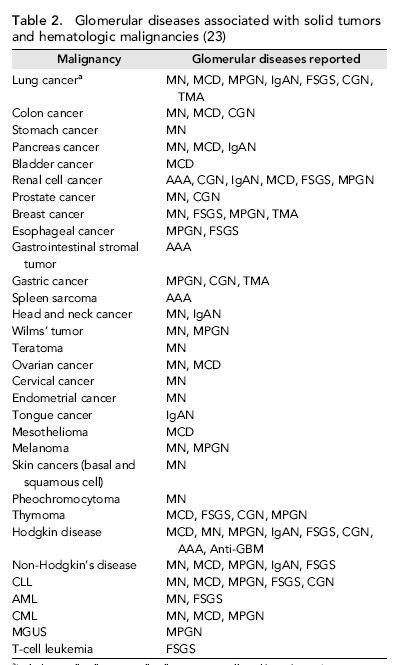 Table 2. Glomerular diseases associated with solid tumors
and hematologic malignancies (23)
Malignancy Glomerular diseases reported
Lung cancerᵃ MN, MCD, MPGN, IgAN, FSGS, CGN,
TMA
Colon cancer MN, MCD, CGN
Stomach cancer MN
Pancreas cancer MN, MCD, IgAN
Bladder cancer MCD
Renal cell cancer AAA, CGN, IgAN, MCD, FSGS, MPGN
Prostate cancer MN, CGN
Breast cancer MN, FSGS, MPGN, TMA
Esophageal cancer MPGN, FSGS
Gastrointestinal stromal AAA
tumor
Gastric cancer MPGN, CGN, TMA
Spleen sarcoma AAA
Head and neck cancer MN, IgAN
Wilms' tumor MN, MPGN
Teratoma MN
Ovarian cancer MN, MCD
Cervical cancer MN
Endometrial cancer MN
Tongue cancer IgAN
Mesothelioma MCD
Melanoma MN, MPGN
Skin cancers (basal and MN
squamous cell)
Pheochromocytoma MN
Thymoma MCD, FSGS, CGN, MPGN
Hodgkin disease MCD, MN, MPGN, IgAN, FSGS, CGN,
AAA, Anti-GBM
Non-Hodgkin's disease MN, MCD, MPGN, IgAN, FSGS
CLL MN, MCD, MPGN, FSGS, CGN
AML MN, FSGS
CML MN, MCD, MPGN
MGUS MPGN
T-cell leukemia FSGS